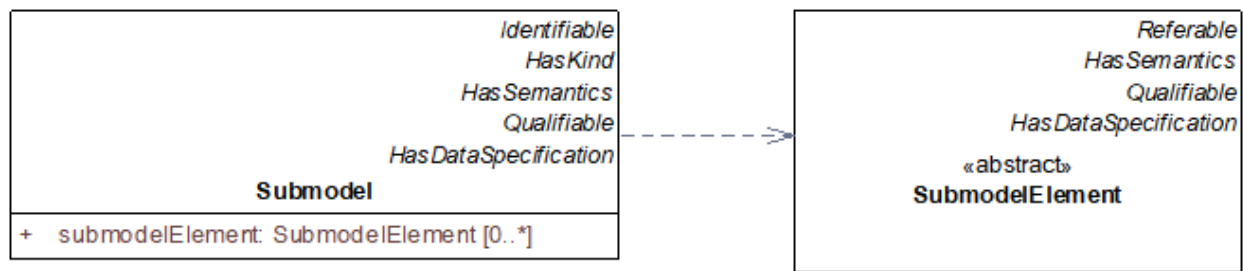 Identifiable
HasKind
HasSemantics
Qualifiable
HasDataSpecification
Submodel
+ submodelElement: SubmodelElement [0..*]
Referable
HasSemantics
Qualifiable
HasDataSpecification
«abstract»
SubmodelElement